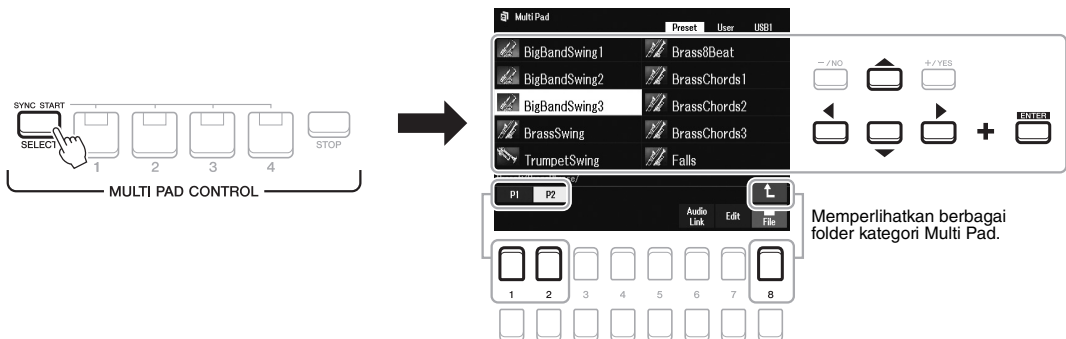 SYNC START
SELECT
1 2 3 4
STOP
MULTI PAD CONTROL
Multi Pad
Preset User USB1
BigBandSwing1 Brass8Beat
BigBandSwing2 BrassChords1
BigBandSwing3 BrassChords2
BrassSwing BrassChords3
TrumpetSwing Falls
P1 P2
Audio Link Edit File
1 2 3 4 5 6 7 8
–/NO
+/YES
+
ENTER
Memperlihatkan berbagai
folder kategori Multi Pad.